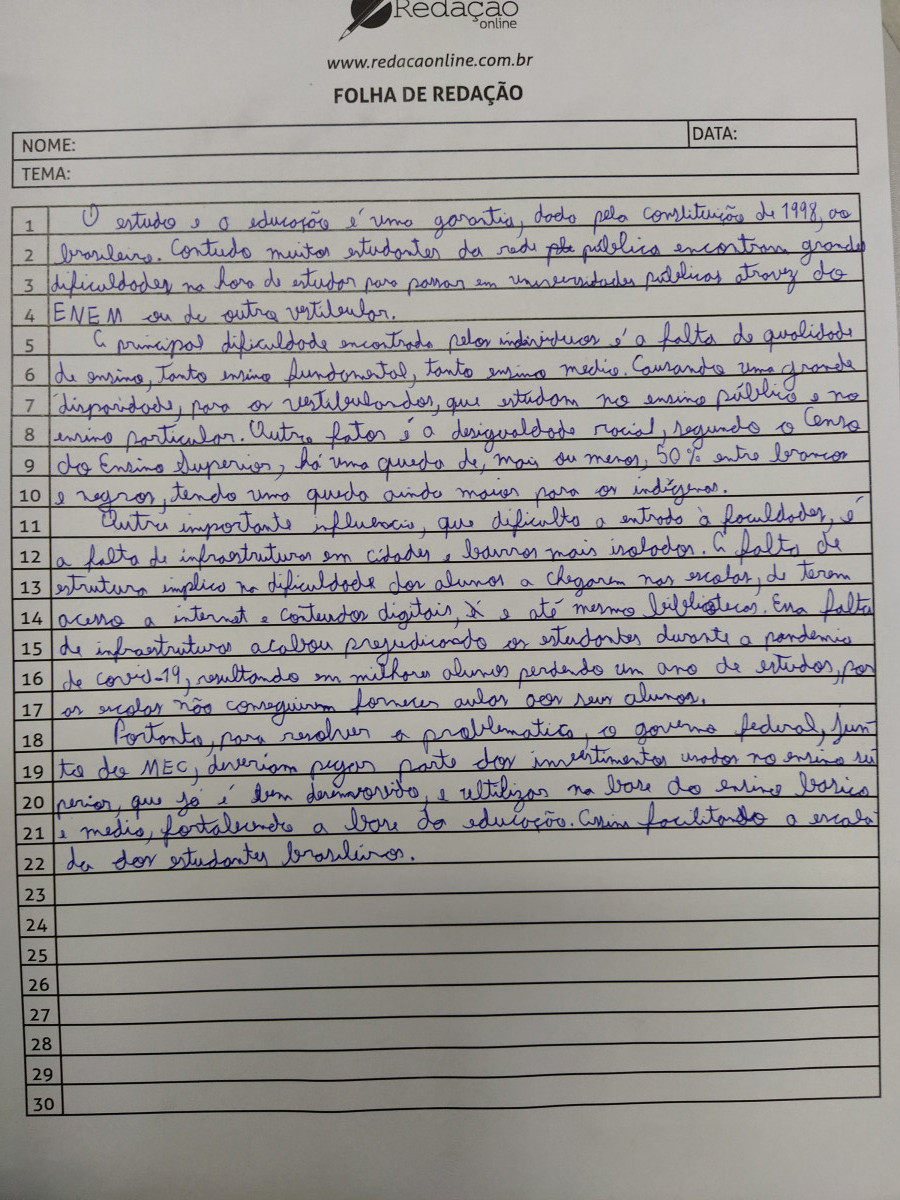 Redação
online
www.redacaonline.com.br
FOLHA DE REDAÇÃO
NOME:
DATA:
TEMA:
1 O estudo e a educação é uma garantia, dado pela constituição de 1998, ao
2 brasileiro. Contudo muitos estudantes da rede pública encontram grande
3 dificuldades na hora de estudar para passar em universidades públicas atravez do
4 ENEM ou de outro vestibular.
5 A principal dificuldade encontrada pelos individuos é a falta de qualidade
6 de ensino, tanto ensino fundamental, tanto ensino medio. Causando uma grande
7 disparidade, para os vestibulandos, que estudam no ensino público e no
8 ensino particular. Outro fator é a desigualdade racial, segundo o Censo
9 do Ensino Superior, há uma queda de, mais ou menos, 50% entre brancos
10 e negros, tendo uma queda ainda maior para os indígenas.
11 Outra importante influencia, que dificulta a entrada à faculdades, é
12 a falta de infraestrutura em cidades e bairros mais isolados. A falta de
13 estrutura implica na dificuldade dos alunos a chegarem nas escolas, de terem
14 acesso a internet e conteudos digitais, e até mesmo bibliotecas. Essa falta
15 de infraestrutura acabou prejudicando os estudantes durante a pandemia
16 de covid-19, resultando em milhares alunos perdendo um ano de estudos, por
17 as escolas não conseguirem fornecer aulas aos seus alunos.
18 Portanto, para resolver a problematica, o governo federal, jun
19 to do MEC, deveriam pegar parte dos investimentos usados no ensino su
20 perior, que já é bem desenvovido, e ultilizar na base do ensino basico
21 e medio, fortalecendo a base da educação. Assim facilitando a escala
22 da dos estudantes brasileiros.
23
24
25
26
27
28
29
30